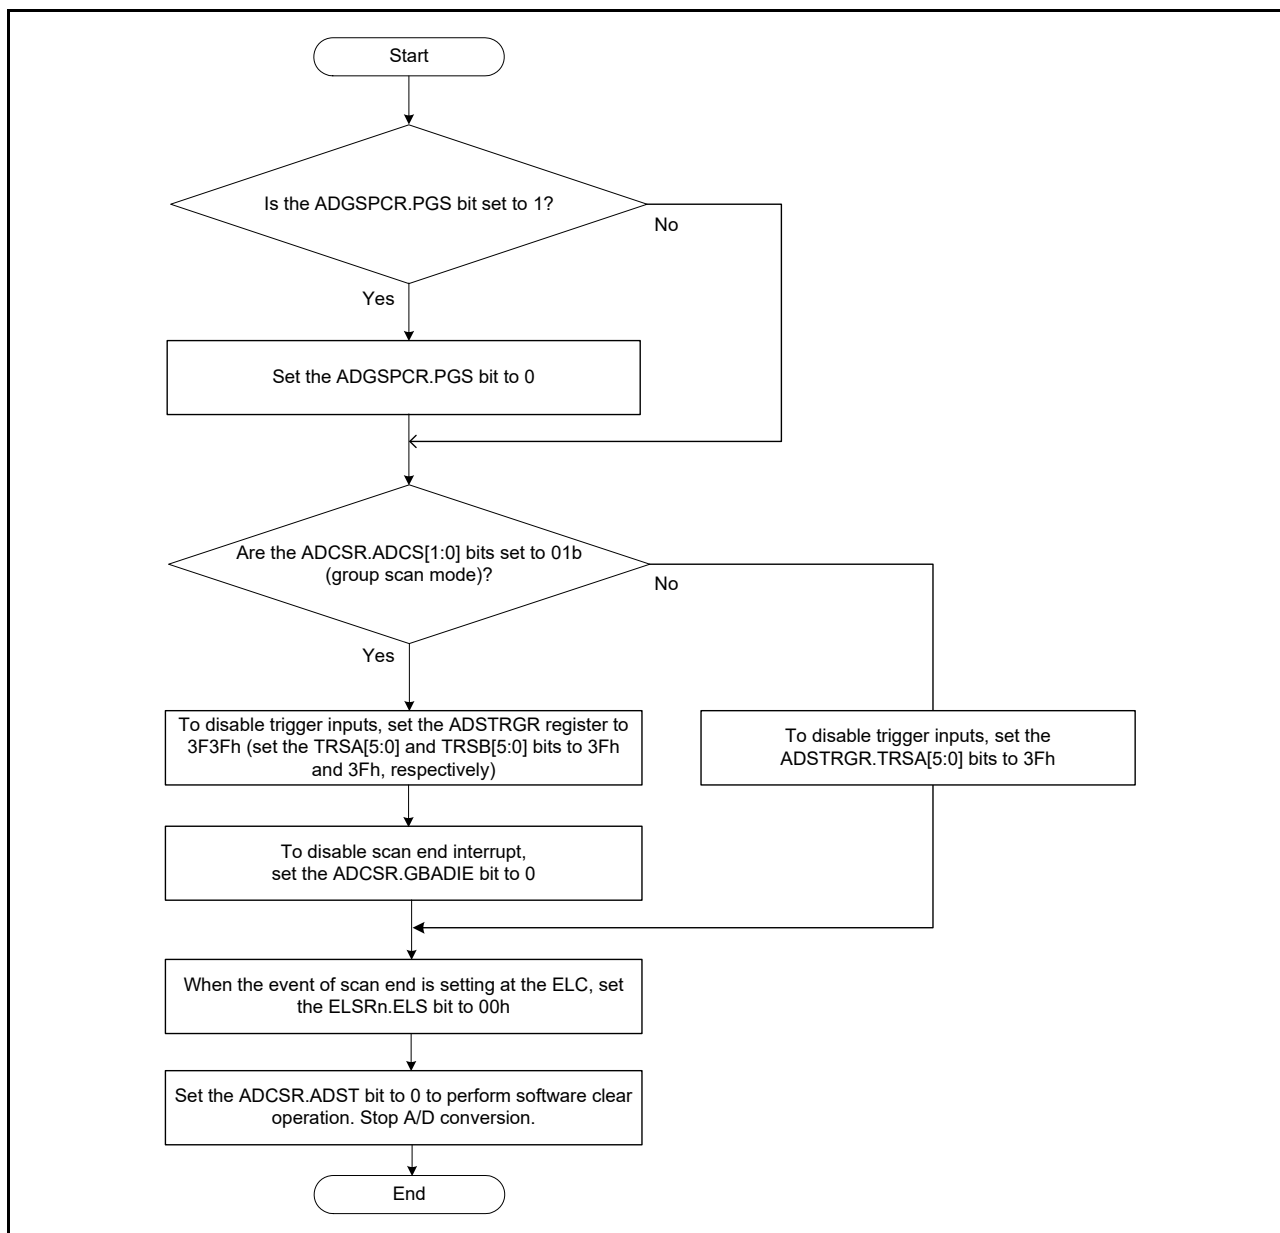 Start
Is the ADGSPCR.PGS bit set to 1?
No
Yes
Set the ADGSPCR.PGS bit to 0
Are the ADCSR.ADCS[1:0] bits set to 01b
(group scan mode)?
No
Yes
To disable trigger inputs, set the ADSTRGR register to
3F3Fh (set the TRSA[5:0] and TRSB[5:0] bits to 3Fh
and 3Fh, respectively)
To disable trigger inputs, set the
ADSTRGR.TRSA[5:0] bits to 3Fh
To disable scan end interrupt,
set the ADCSR.GBADIE bit to 0
When the event of scan end is setting at the ELC, set
the ELSRn.ELS bit to 00h
Set the ADCSR.ADST bit to 0 to perform software clear
operation. Stop A/D conversion.
End